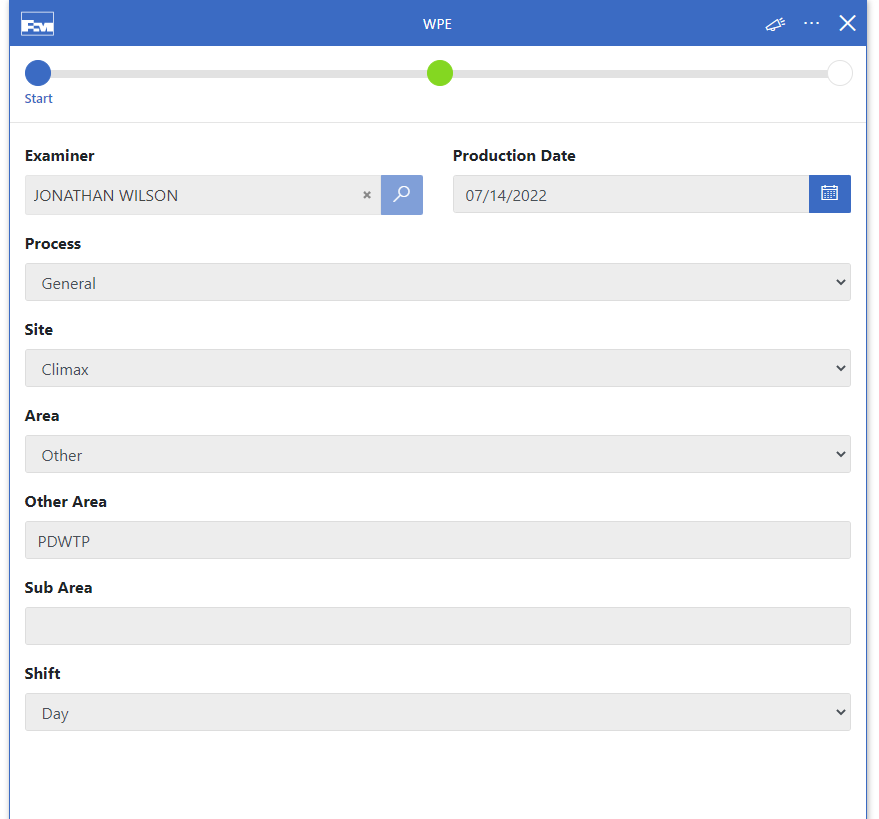 WPE
Start
Examiner
Production Date
JONATHAN WILSON
07/14/2022
Process
General
Site
Climax
Area
Other
Other Area
PDWTP
Sub Area
Shift
Day